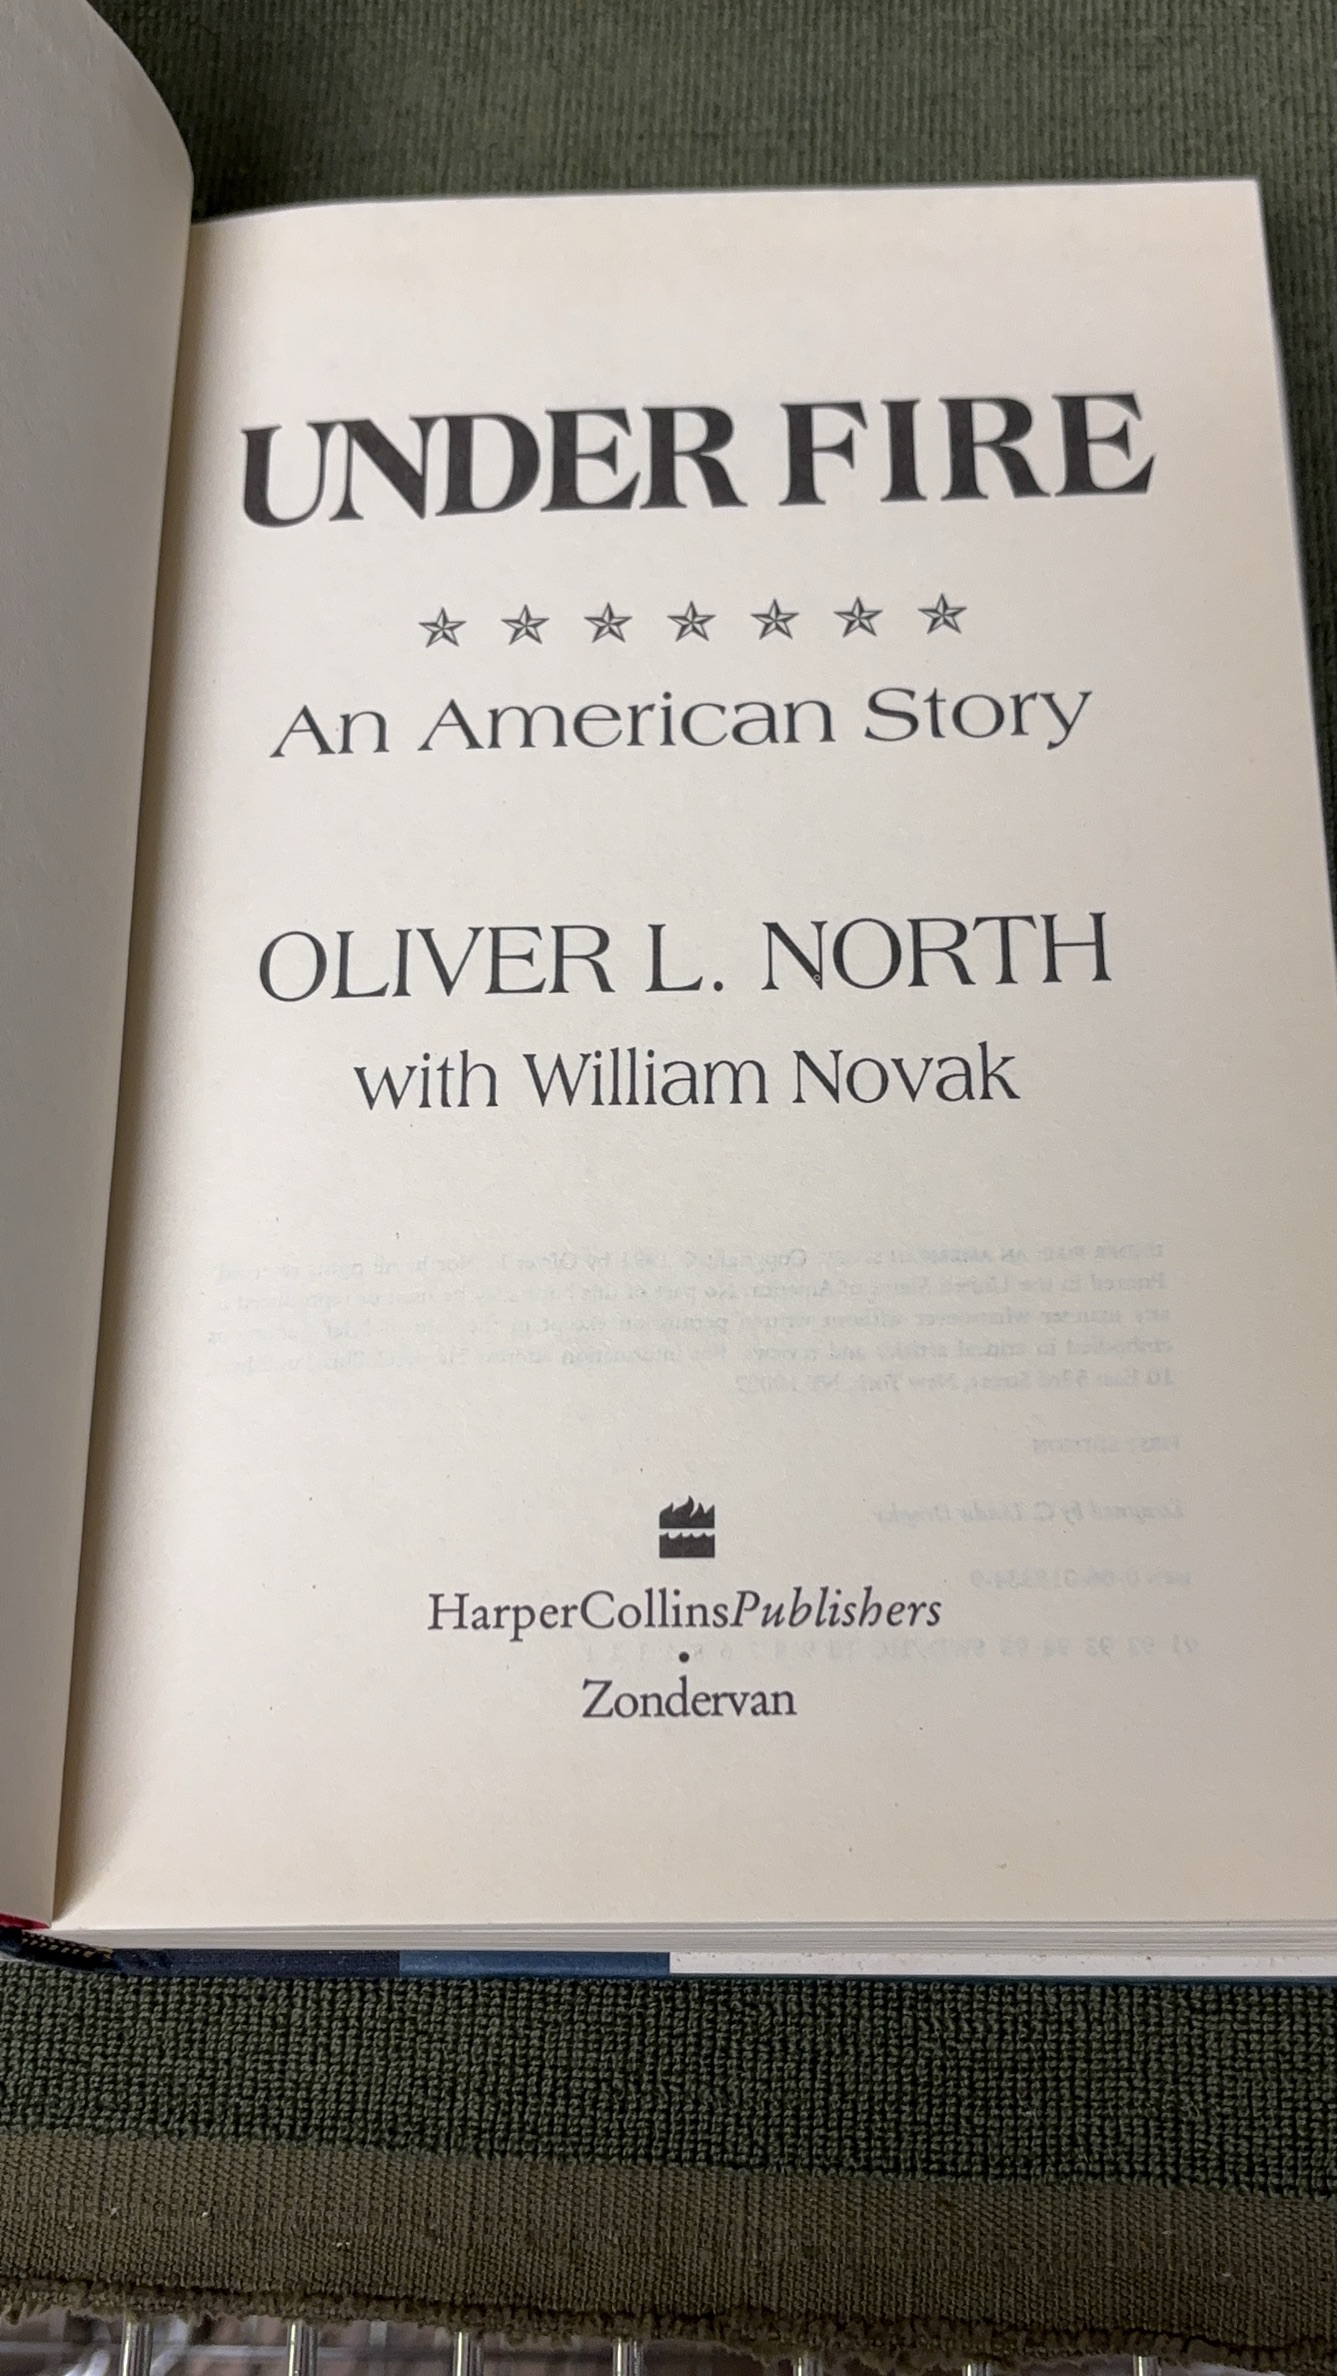 UNDER FIRE
An American Story
OLIVER L. NORTH
with William Novak
HarperCollinsPublishers
•
Zondervan